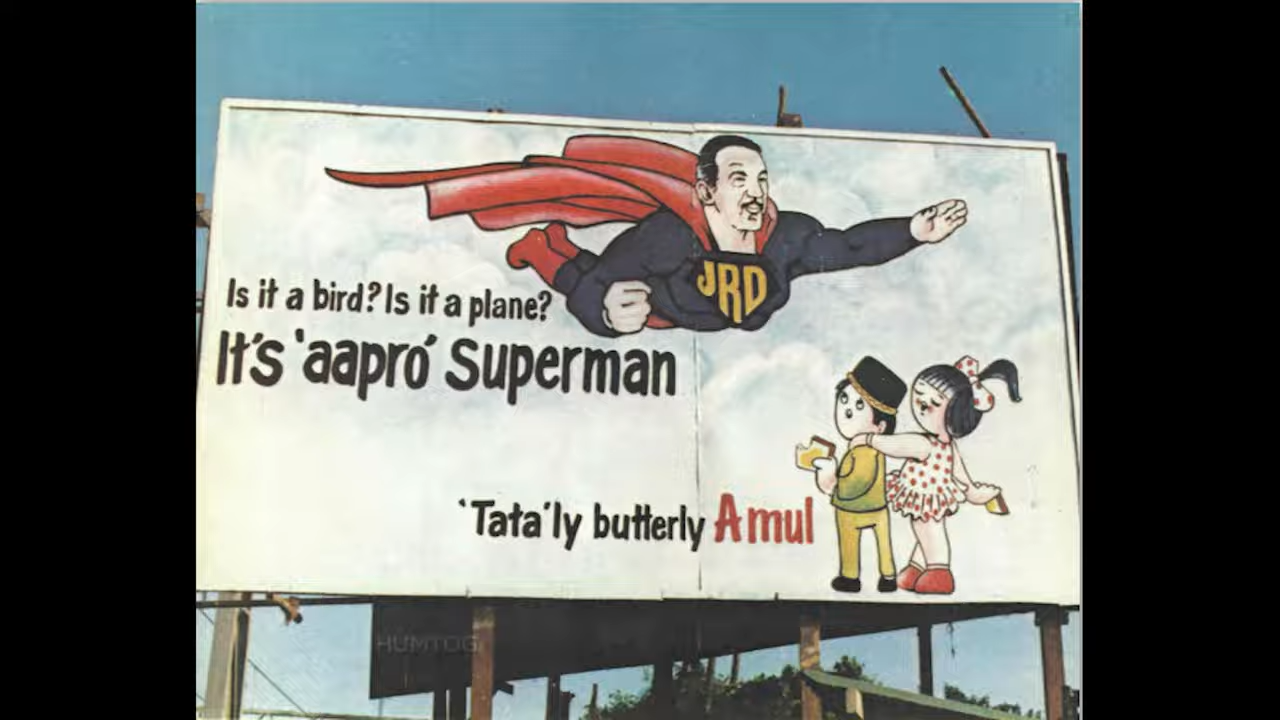 JRD
Is it a bird? Is it a plane?
It's 'aapro' Superman
'Tata'ly butterly Amul
HUMTOG